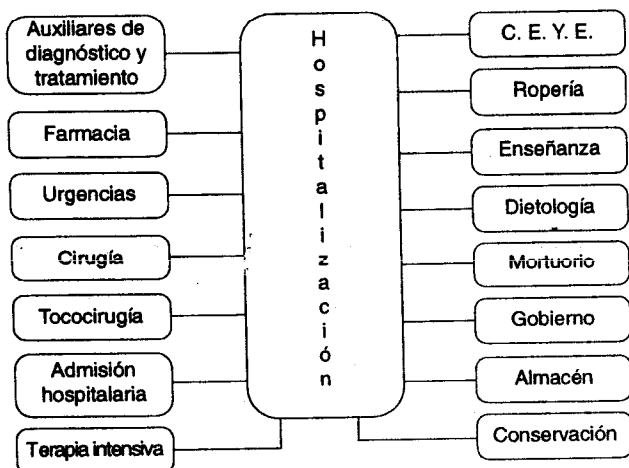 Auxiliares de
diagnóstico y
tratamiento
Farmacia
Urgencias
Cirugía
Tococirugía
Admisión
hospitalaria
Terapia intensiva
Hospitalización
C. E. Y. E.
Ropería
Enseñanza
Dietología
Mortuorio
Gobierno
Almacén
Conservación